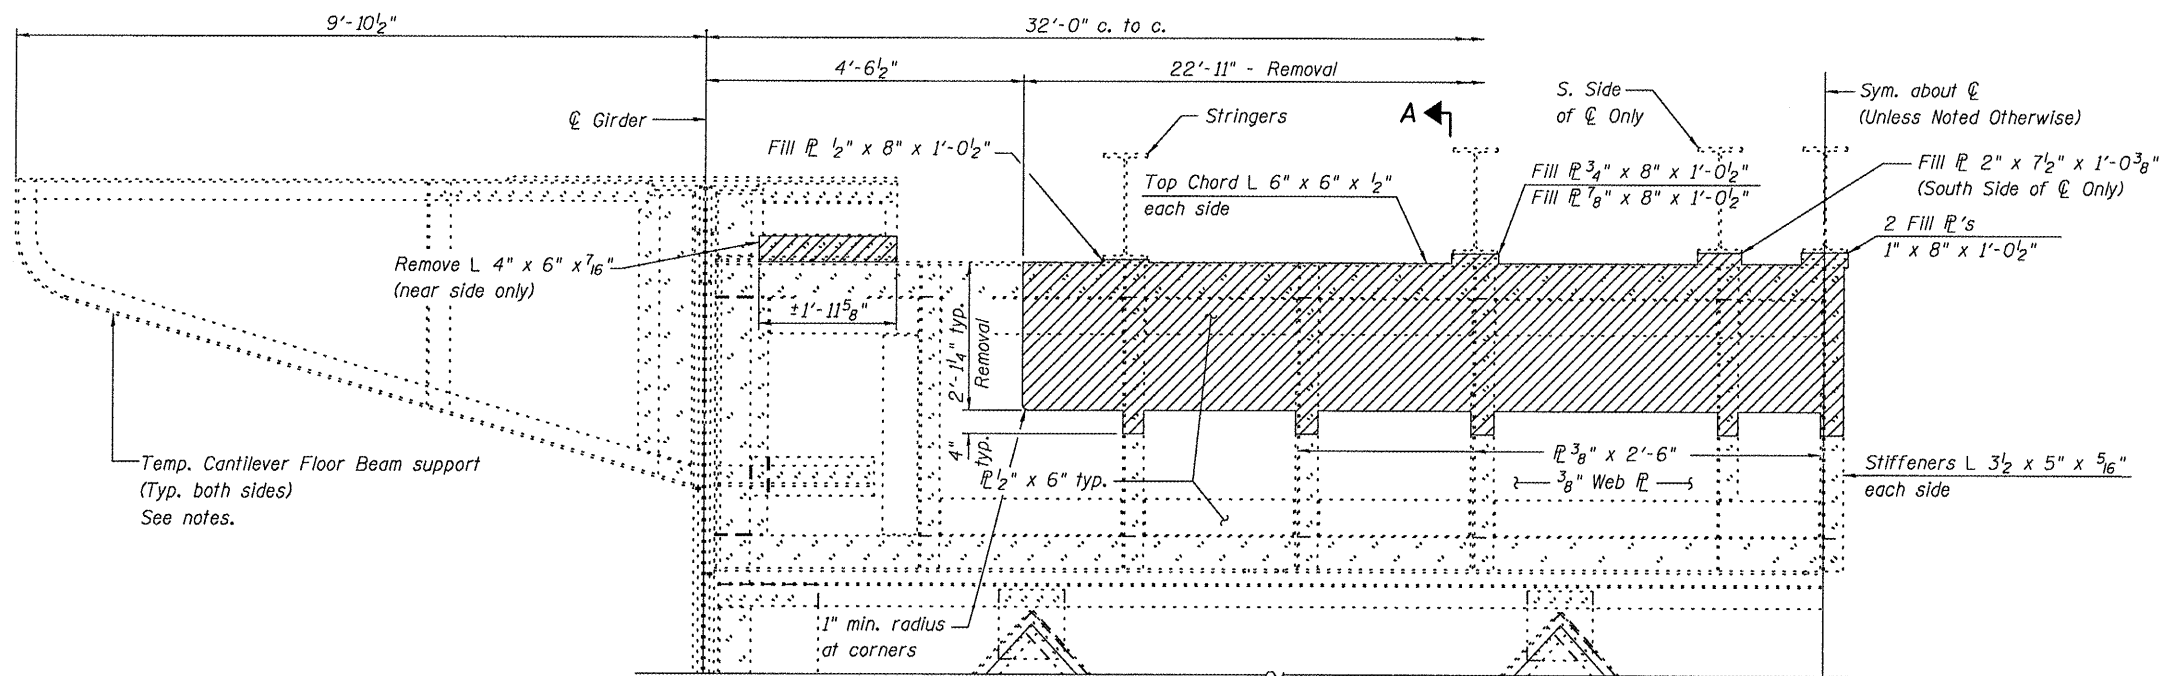 9'-10½"
32'-0" c. to c.
4'-6½"
22'-11" - Removal
℄ Girder
Stringers
A
S. Side
of ℄ Only
Sym. about ℄
(Unless Noted Otherwise)
Fill ⅊ ½" x 8" x 1'-0½"
Top Chord L 6" x 6" x ½"
each side
Fill ⅊ ¾" x 8" x 1'-0½"
Fill ⅊ ⅞" x 8" x 1'-0½"
Fill ⅊ 2" x 7½" x 1'-0⅜"
(South Side of ℄ Only)
2 Fill ⅊'s
1" x 8" x 1'-0½"
Remove L 4" x 6" x 7/16"
(near side only)
±1'-11⅝"
2'-1¼" typ.
Removal
4"
typ.
⅊ ½" x 6" typ.
⅊ ⅜" x 2'-6"
⅜" Web ⅊
Stiffeners L 3½ x 5" x 5/16"
each side
Temp. Cantilever Floor Beam support
(Typ. both sides)
See notes.
1" min. radius
at corners